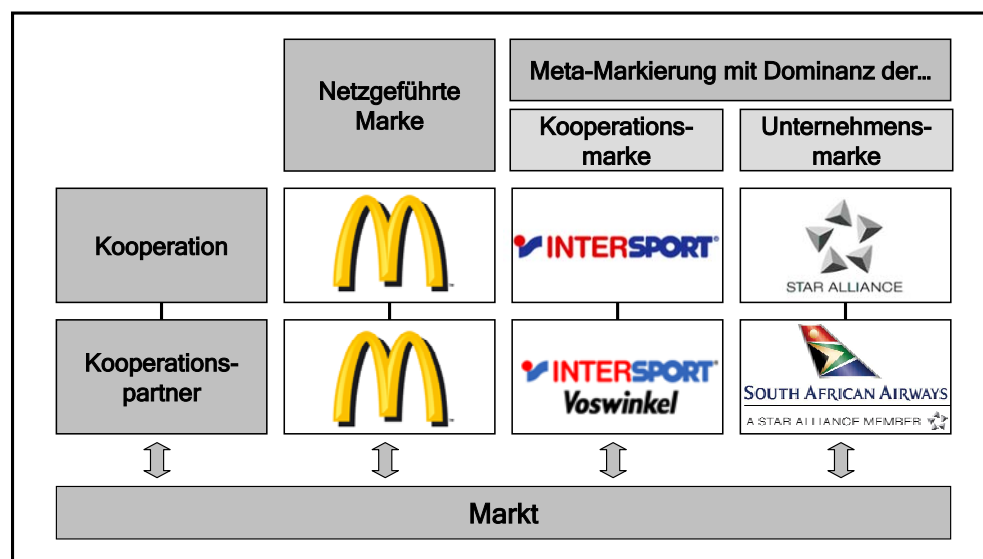 Netzgeführte
Marke
Meta-Markierung mit Dominanz der...
Kooperations-
marke
Unternehmens-
marke
Kooperation
INTERSPORT®
STAR ALLIANCE
Kooperations-
partner
INTERSPORT®
Voswinkel
SOUTH AFRICAN AIRWAYS
A STAR ALLIANCE MEMBER
Markt